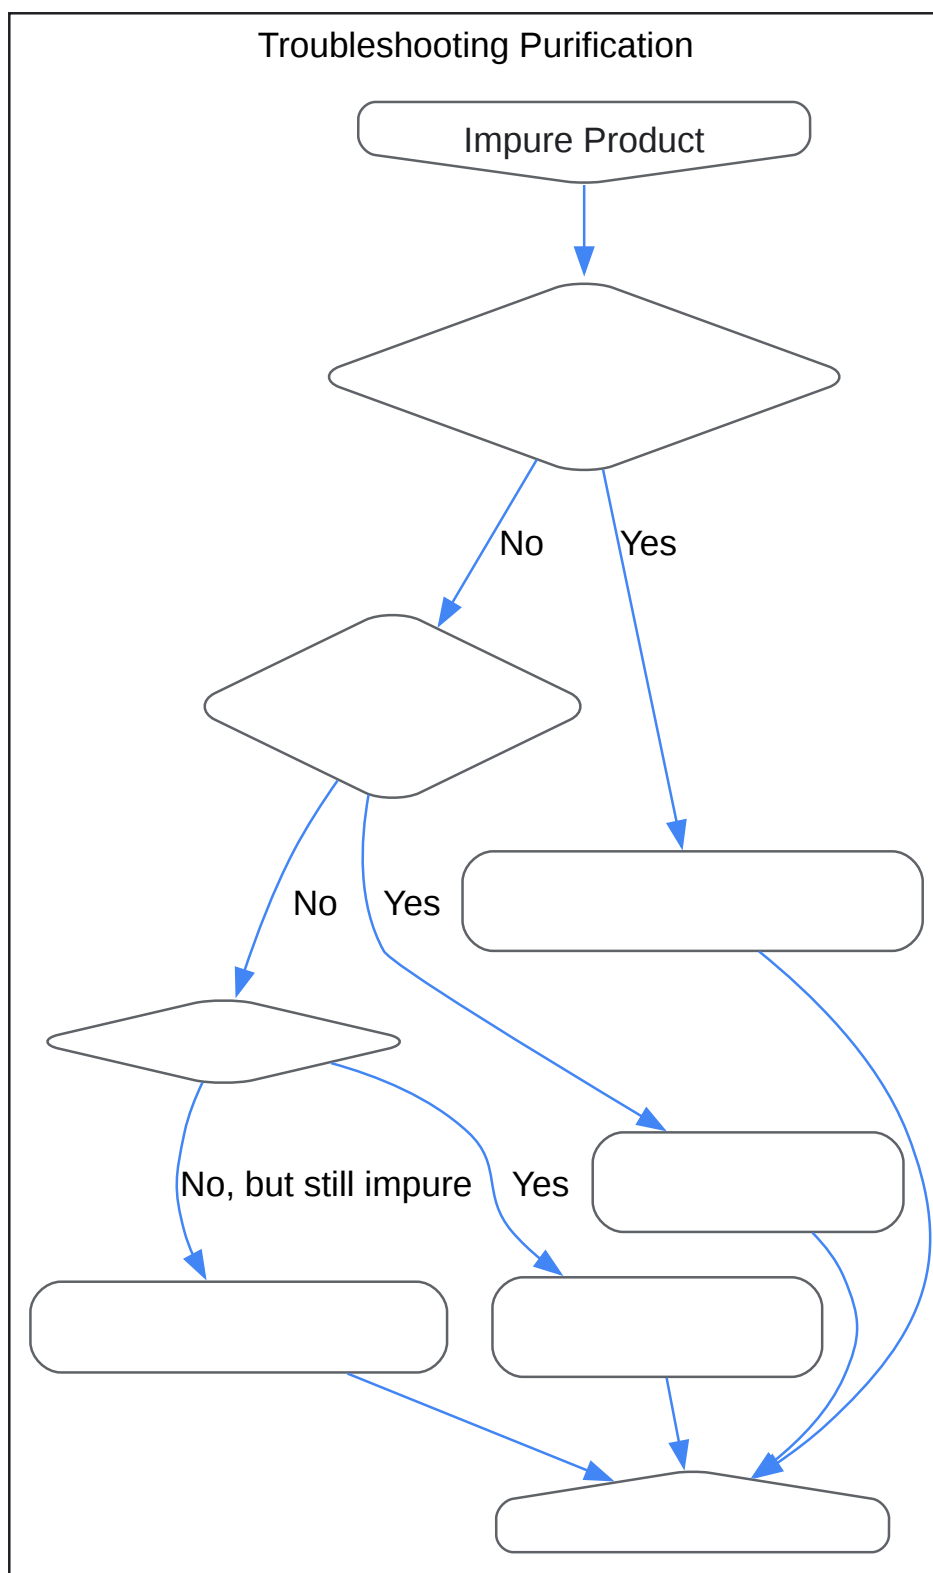 Troubleshooting Purification
Impure Product
No
Yes
No
Yes
No, but still impure
Yes